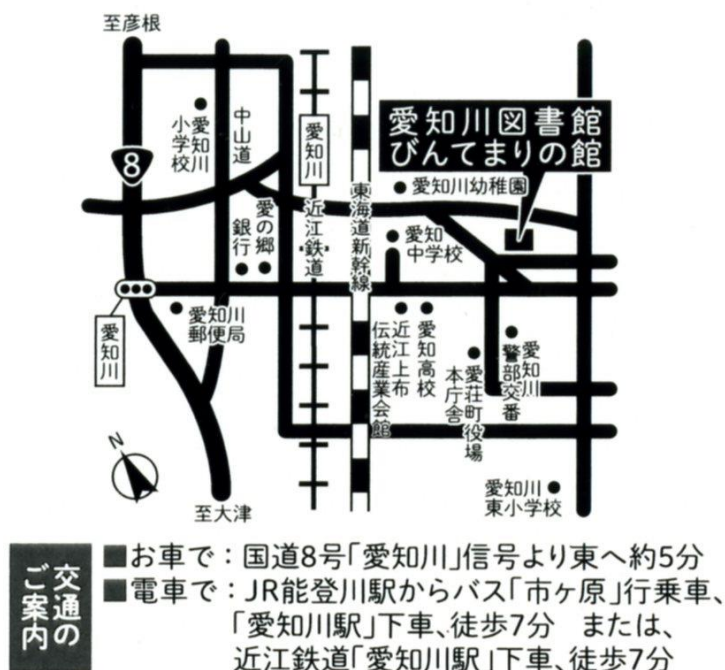 至彦根
愛知川
小学校
中山道
愛知川
8
愛知川図書館
びんてまりの館
愛知川幼稚園
愛の郷
銀行
近江鉄道
東海道新幹線
愛知
中学校
愛知川
愛知川
郵便局
近江上布
伝統産業会館
愛知高校
愛荘町役場
本庁舎
愛知川
警部交番
N
至大津
愛知川
東小学校
交通の
ご案内
■お車で：国道8号「愛知川」信号より東へ約5分
■電車で：JR能登川駅からバス「市ヶ原」行乗車、
「愛知川駅」下車、徒歩7分　または、
近江鉄道「愛知川駅」下車、徒歩7分